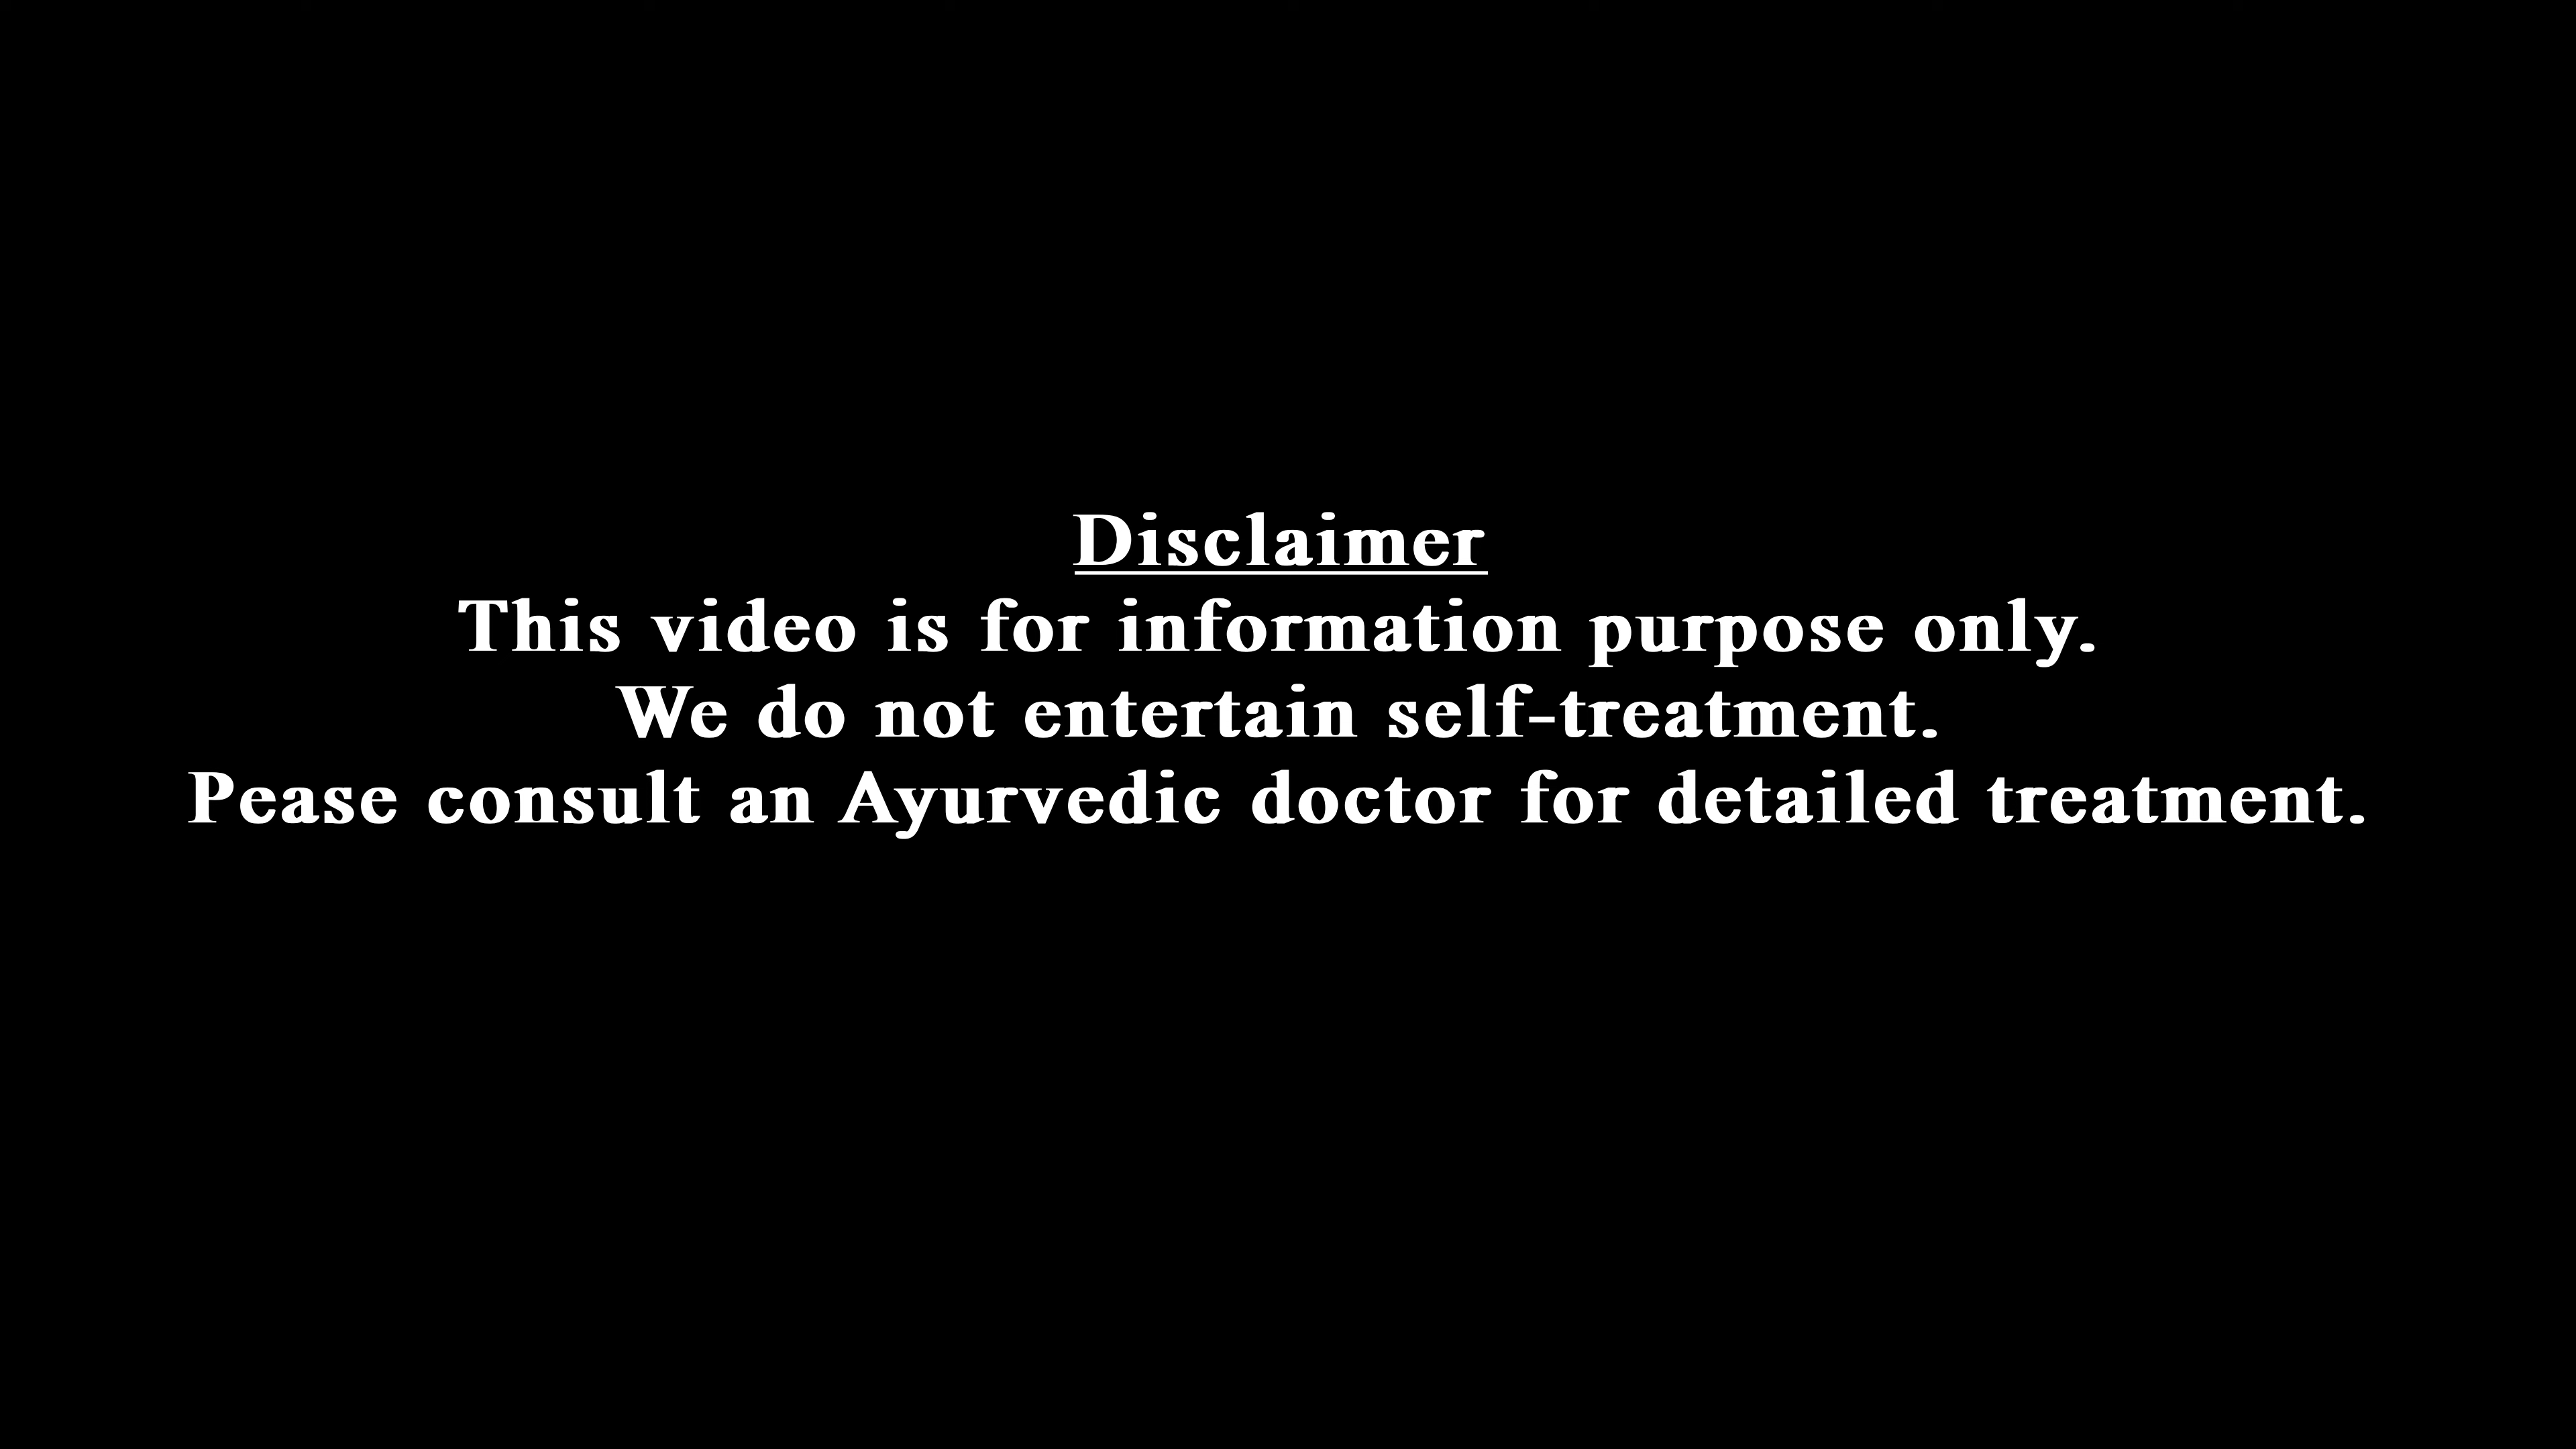 Disclaimer
This video is for information purpose only.
We do not entertain self-treatment.
Pease consult an Ayurvedic doctor for detailed treatment.